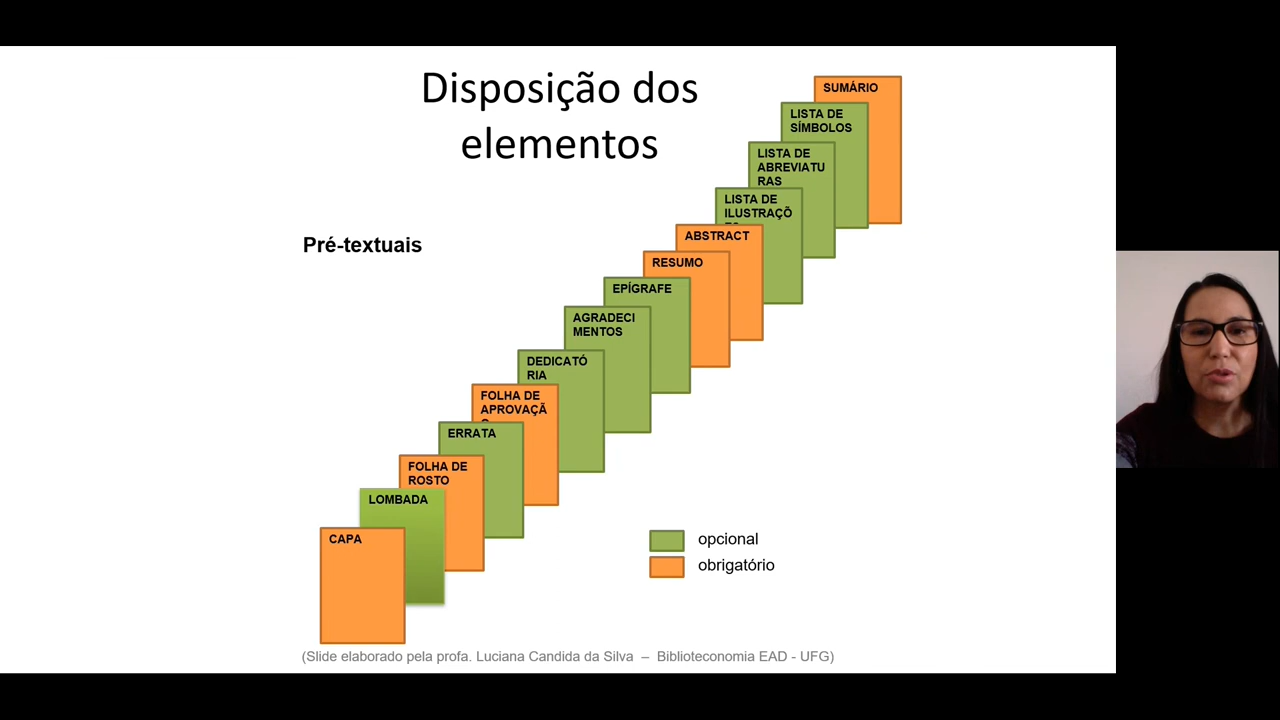 Disposição dos
elementos
Pré-textuais
SUMÁRIO
LISTA DE
SÍMBOLOS
LISTA DE
ABREVIATU
RAS
LISTA DE
ILUSTRAÇÕ
ABSTRACT
RESUMO
EPÍGRAFE
AGRADECI
MENTOS
DEDICATÓ
RIA
FOLHA DE
APROVAÇÃ
ERRATA
FOLHA DE
ROSTO
LOMBADA
CAPA
opcional
obrigatório
(Slide elaborado pela profa. Luciana Candida da Silva – Biblioteconomia EAD - UFG)